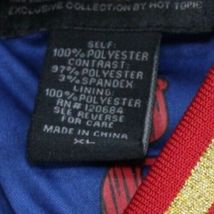 EXCLUSIVE COLLECTION BY HOT TOPIC
SELF:
100% POLYESTER
CONTRAST:
97% POLYESTER
3% SPANDEX
LINING:
100% POLYESTER
RN# 120684
SEE REVERSE
FOR CARE
MADE IN CHINA
XL